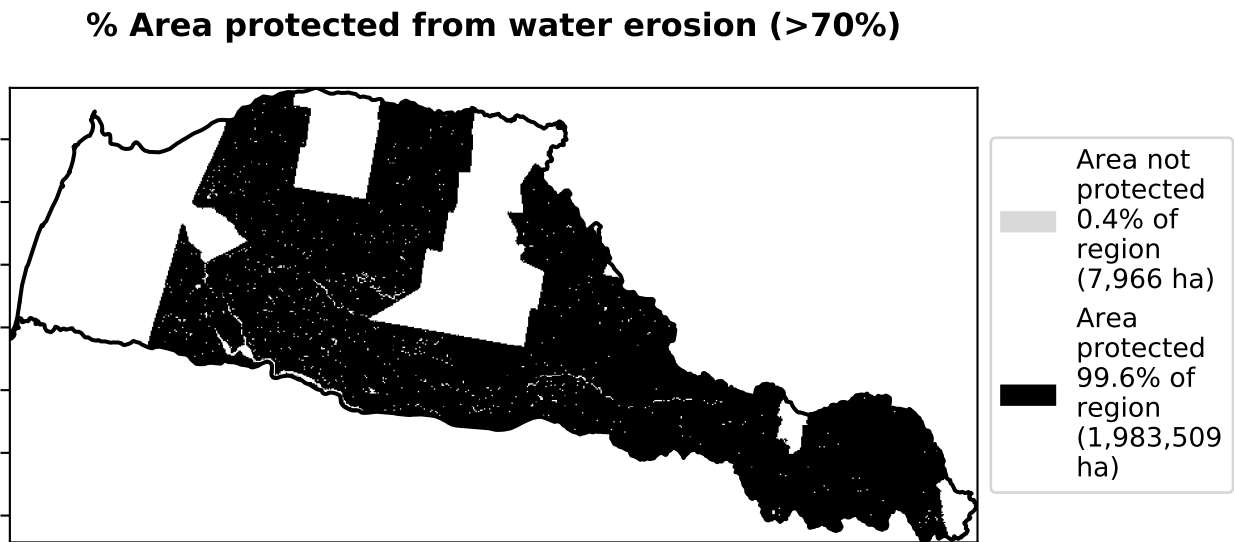 % Area protected from water erosion (>70%)
Area not
protected
0.4% of
region
(7,966 ha)
Area
protected
99.6% of
region
(1,983,509
ha)